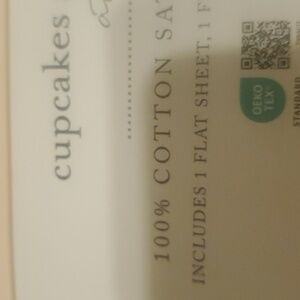 cupcakes
100% COTTON SA
INCLUDES 1 FLAT SHEET, 1 F
OEKO
TEX®
STANDARD